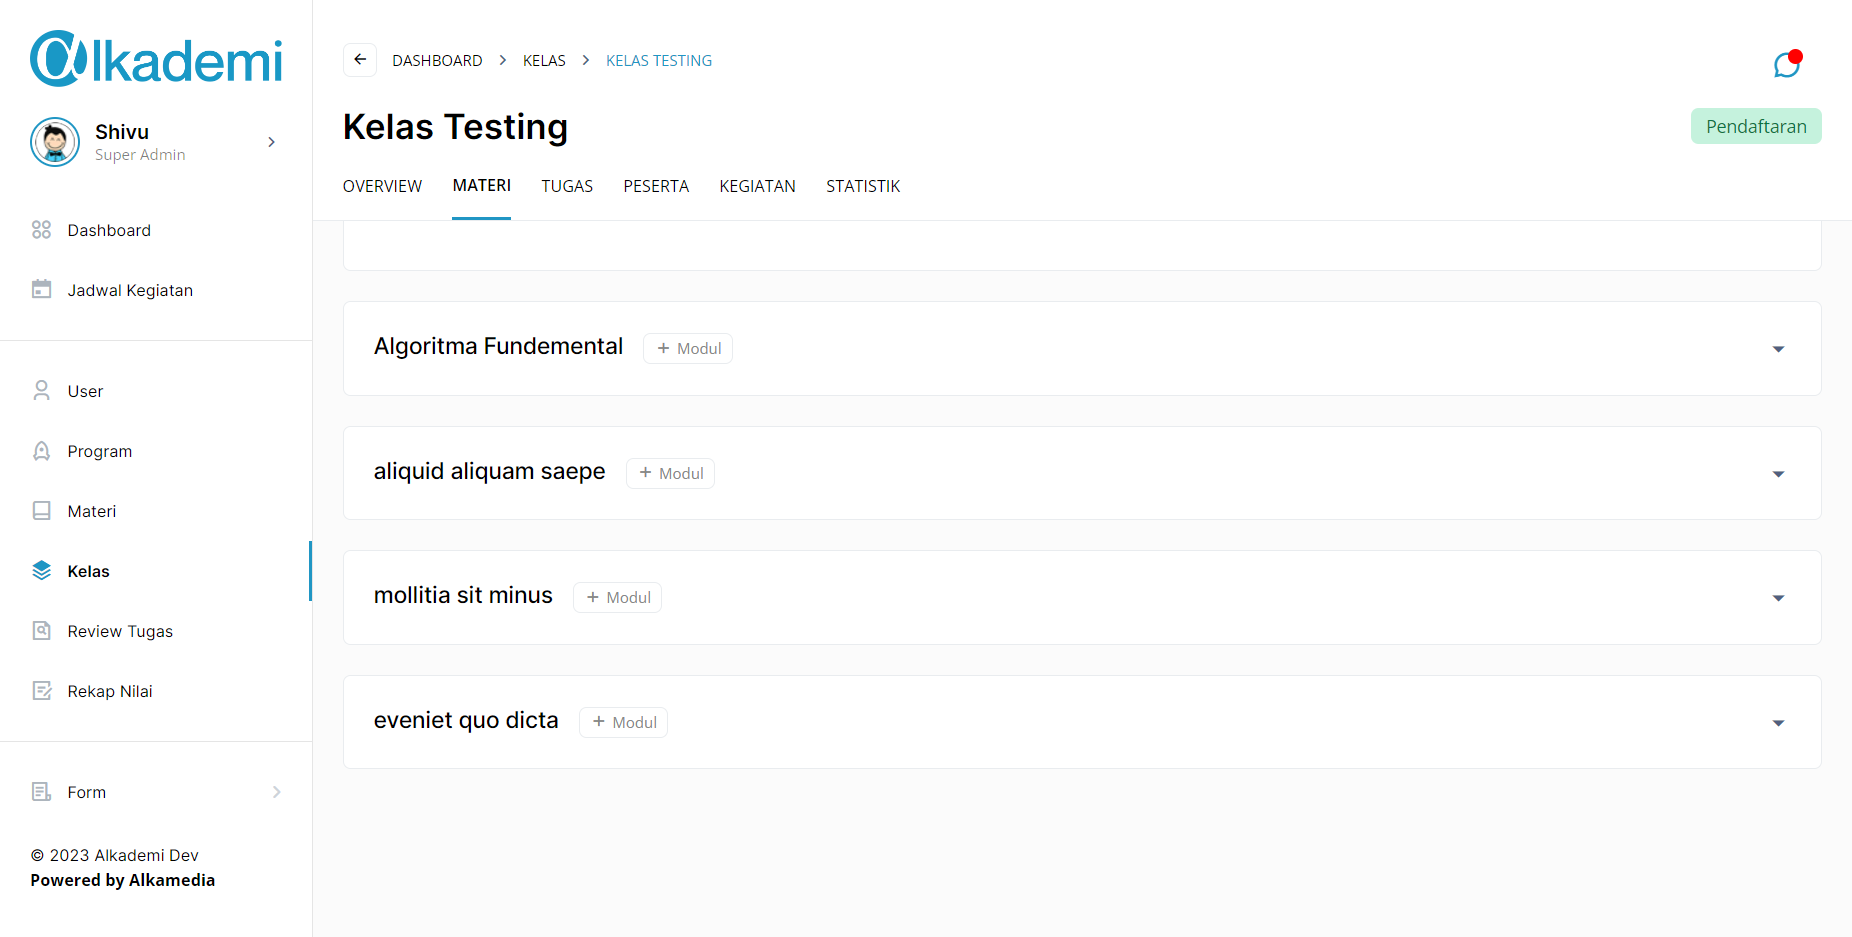 Alkademi
Shivu
Super Admin
Dashboard
Jadwal Kegiatan
User
Program
Materi
Kelas
Review Tugas
Rekap Nilai
Form
© 2023 Alkademi Dev
Powered by Alkamedia
DASHBOARD > KELAS > KELAS TESTING
Kelas Testing
Pendaftaran
OVERVIEW MATERI TUGAS PESERTA KEGIATAN STATISTIK
Algoritma Fundemental + Modul
aliquid aliquam saepe + Modul
mollitia sit minus + Modul
eveniet quo dicta + Modul